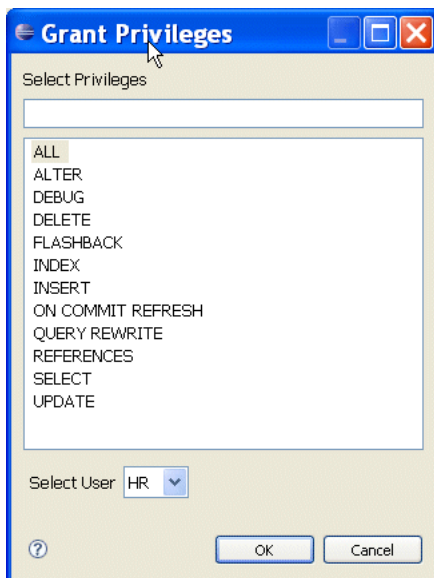 Grant Privileges
Select Privileges
ALL
ALTER
DEBUG
DELETE
FLASHBACK
INDEX
INSERT
ON COMMIT REFRESH
QUERY REWRITE
REFERENCES
SELECT
UPDATE
Select User HR
? OK Cancel